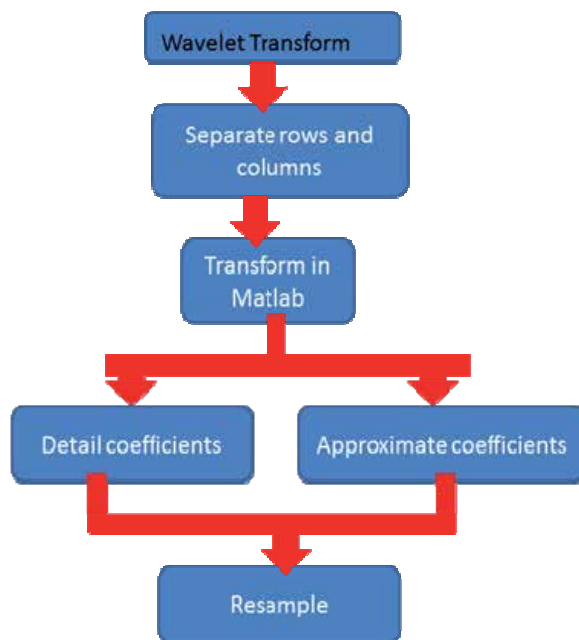 Wavelet Transform
Separate rows and
columns
Transform in
Matlab
Detail coefficients
Approximate coefficients
Resample